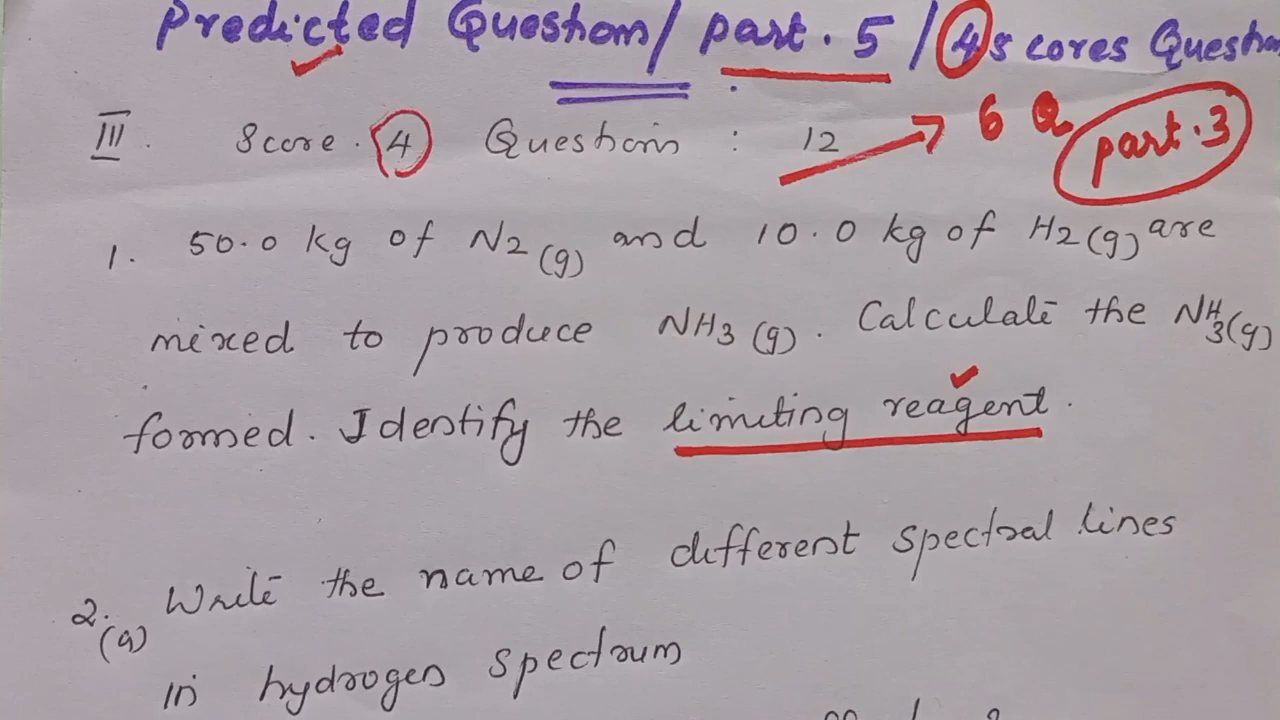 Predicted Question/ part. 5 / 4 scores Question
III. Score. 4 Questions : 12 → 6 Q part.3
1. 50.0 kg of N2(g) and 10.0 kg of H2(g) are
mixed to produce NH3(g). Calculate the NH3(g)
formed. Identify the limiting reagent.
2. Write the name of different spectral lines
(a)
in hydrogen spectrum